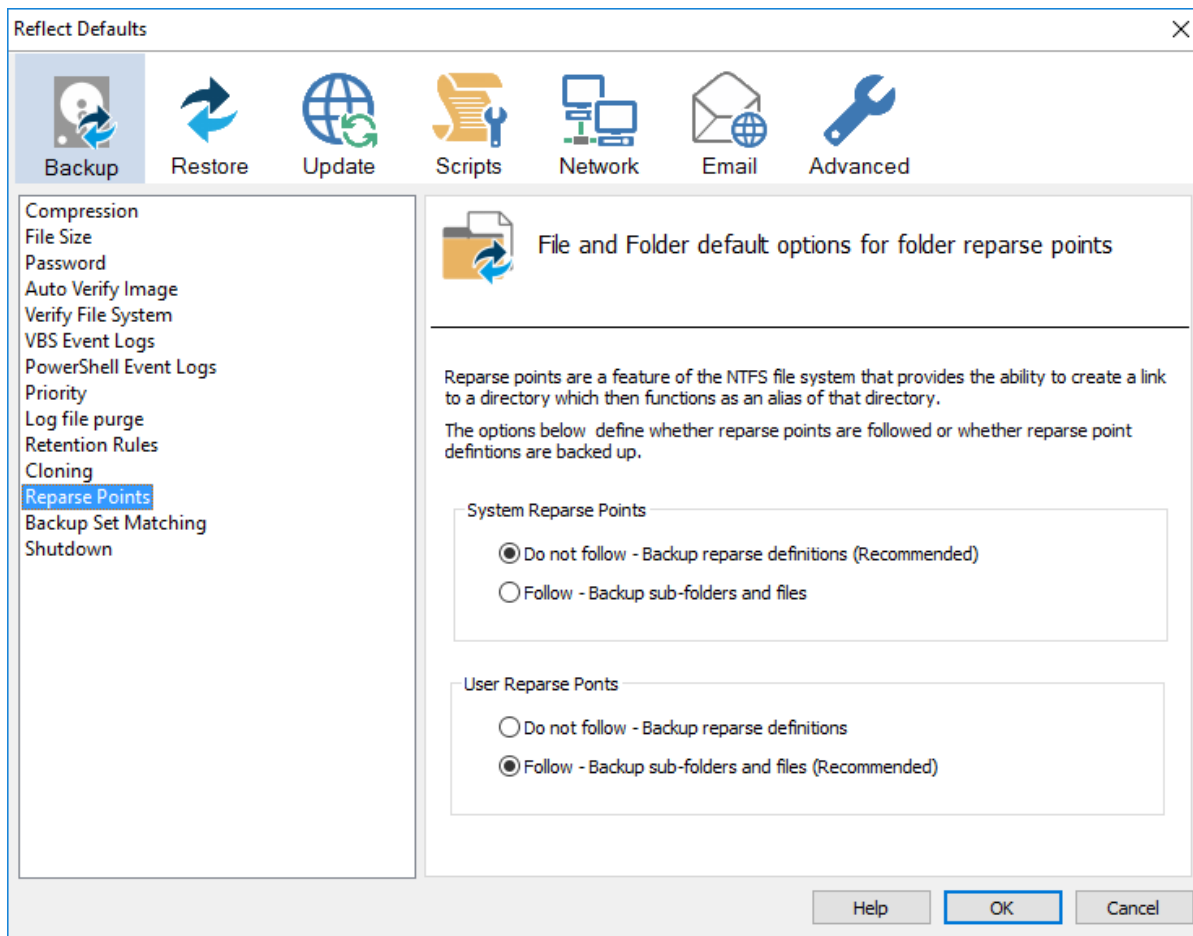 Reflect Defaults
Backup
Restore
Update
Scripts
Network
Email
Advanced
Compression
File Size
Password
Auto Verify Image
Verify File System
VBS Event Logs
PowerShell Event Logs
Priority
Log file purge
Retention Rules
Cloning
Reparse Points
Backup Set Matching
Shutdown
File and Folder default options for folder reparse points
Reparse points are a feature of the NTFS file system that provides the ability to create a link
to a directory which then functions as an alias of that directory.
The options below  define whether reparse points are followed or whether reparse point
defintions are backed up.
System Reparse Points
Do not follow - Backup reparse definitions (Recommended)
Follow - Backup sub-folders and files
User Reparse Ponts
Do not follow - Backup reparse definitions
Follow - Backup sub-folders and files (Recommended)
Help
OK
Cancel